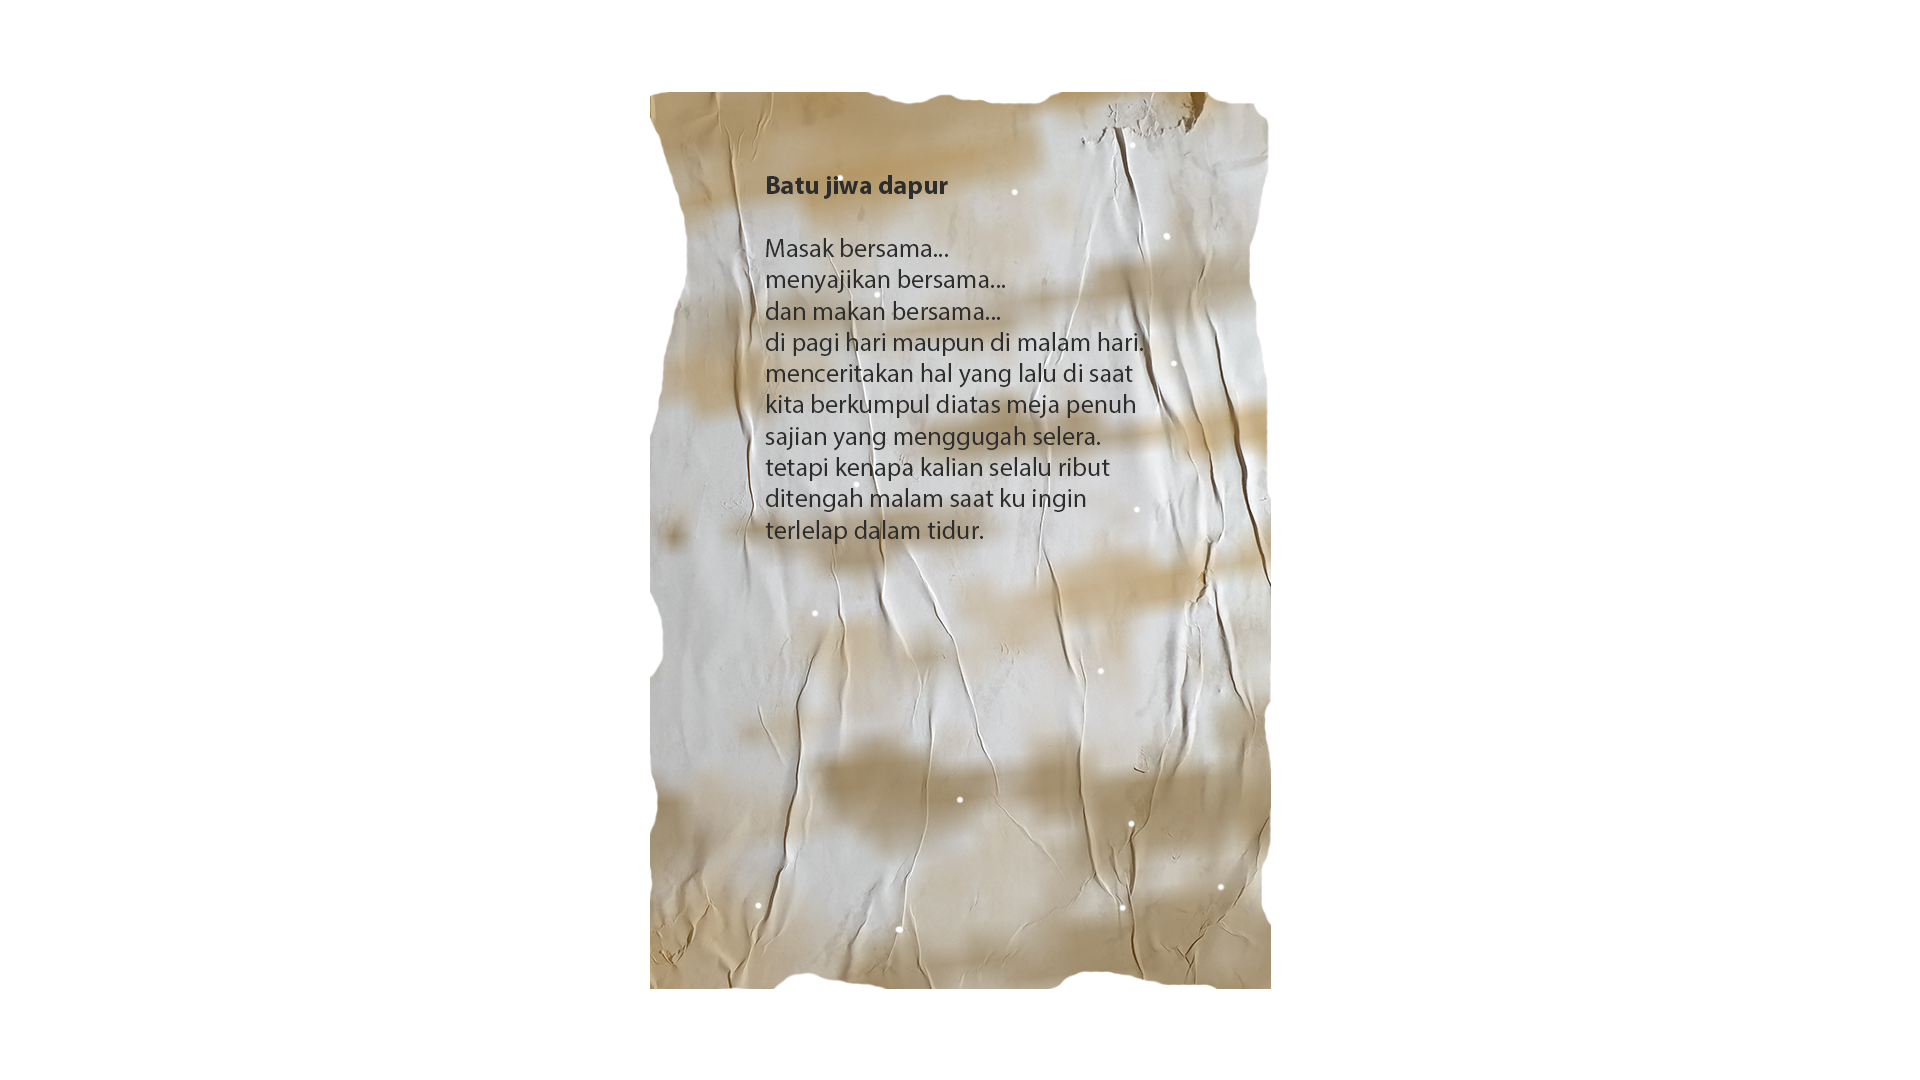 Batu jiwa dapur
Masak bersama...
menyajikan bersama...
dan makan bersama...
di pagi hari maupun di malam hari.
menceritakan hal yang lalu di saat
kita berkumpul diatas meja penuh
sajian yang menggugah selera.
tetapi kenapa kalian selalu ribut
ditengah malam saat ku ingin
terlelap dalam tidur.